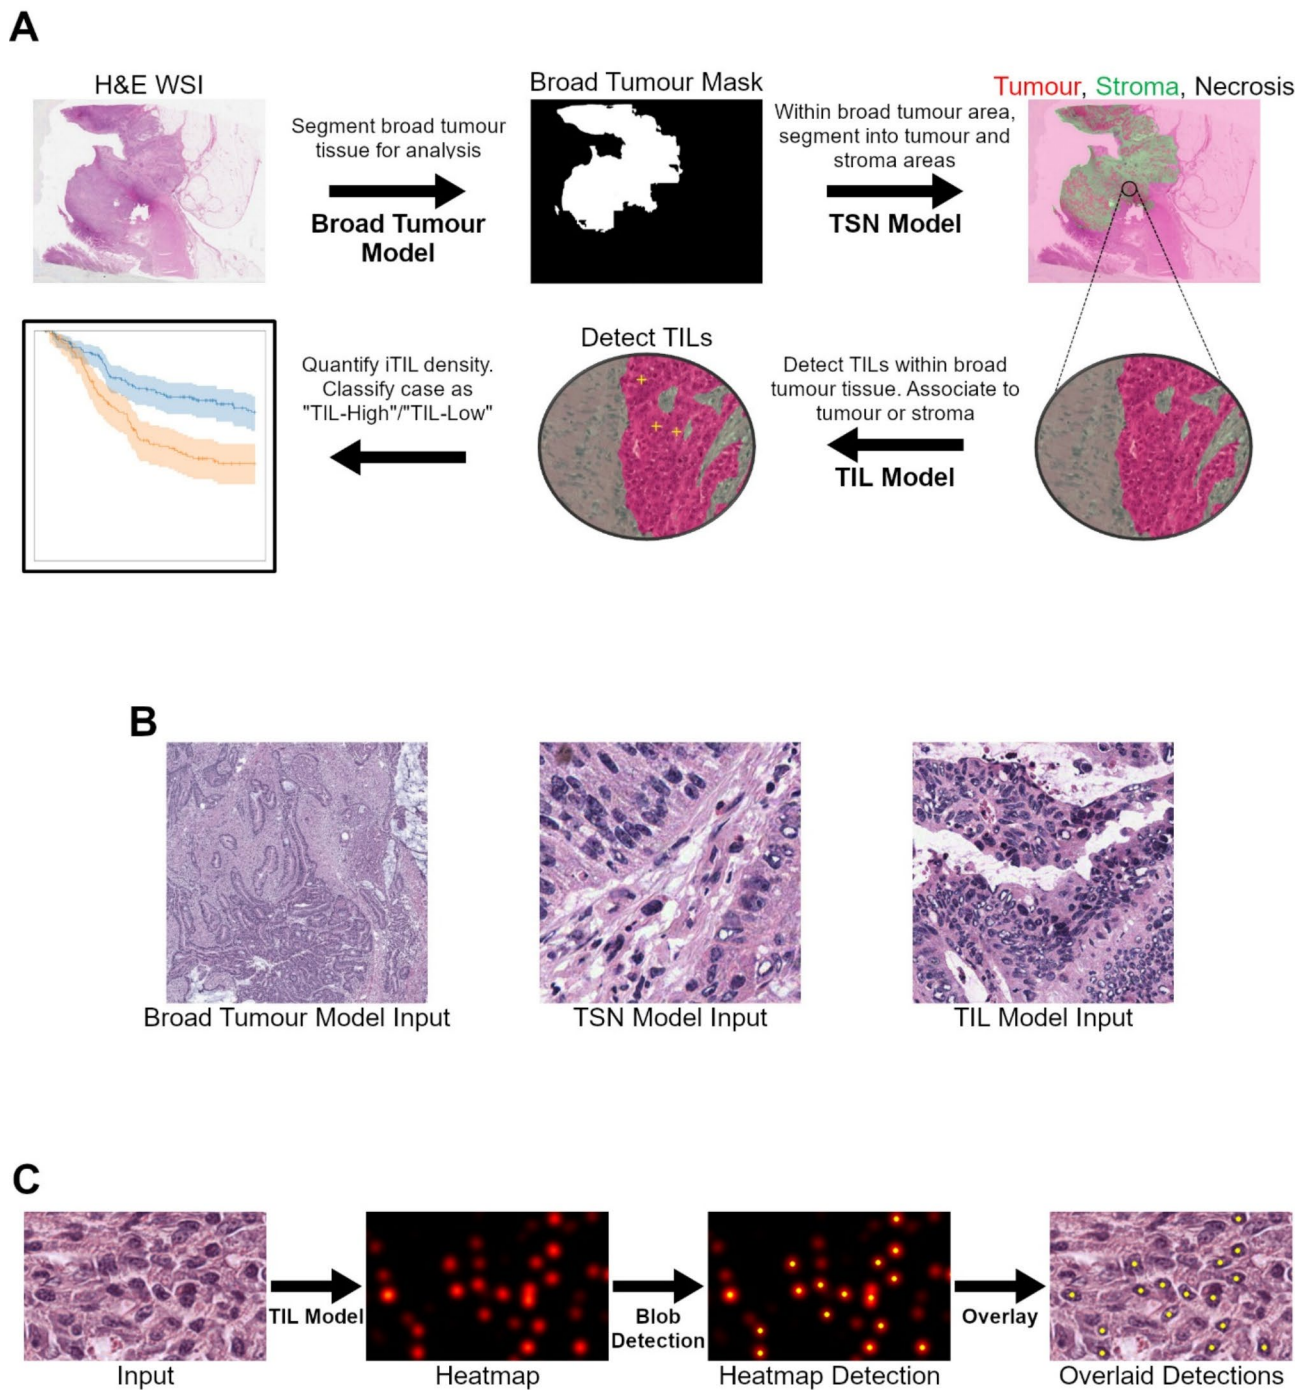 A
H&E WSI
Segment broad tumour
tissue for analysis
Broad Tumour
Model
Broad Tumour Mask
Within broad tumour area,
segment into tumour and
stroma areas
TSN Model
Tumour, Stroma, Necrosis
Detect TILs within broad
tumour tissue. Associate to
tumour or stroma
TIL Model
Detect TILs
Quantify iTIL density.
Classify case as
"TIL-High"/"TIL-Low"
B
Broad Tumour Model Input
TSN Model Input
TIL Model Input
C
Input
TIL Model
Heatmap
Blob
Detection
Heatmap Detection
Overlay
Overlaid Detections